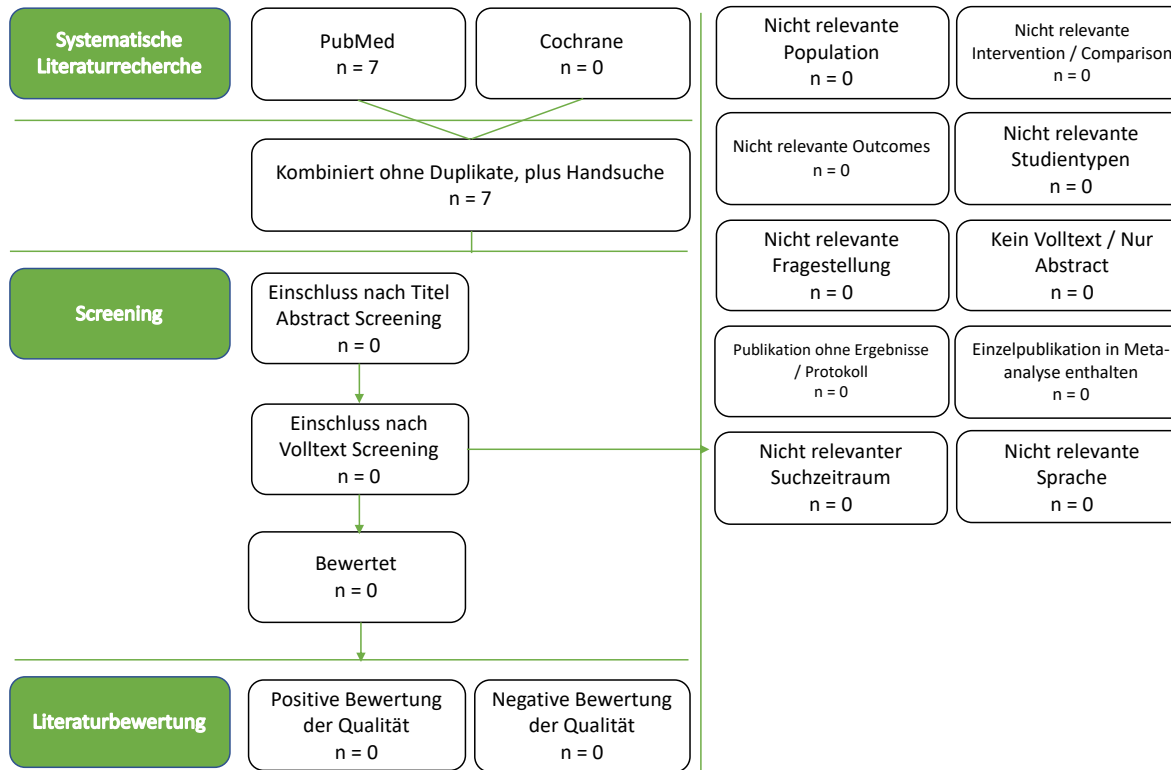 Systematische
Literaturrecherche
PubMed
n = 7
Cochrane
n = 0
Kombiniert ohne Duplikate, plus Handsuche
n = 7
Screening
Einschluss nach Titel
Abstract Screening
n = 0
Einschluss nach
Volltext Screening
n = 0
Bewertet
n = 0
Literaturbewertung
Positive Bewertung
der Qualität
n = 0
Negative Bewertung
der Qualität
n = 0
Nicht relevante
Population
n = 0
Nicht relevante
Intervention / Comparison
n = 0
Nicht relevante Outcomes
n = 0
Nicht relevante
Studientypen
n = 0
Nicht relevante
Fragestellung
n = 0
Kein Volltext / Nur
Abstract
n = 0
Publikation ohne Ergebnisse
/ Protokoll
n = 0
Einzelpublikation in Meta-
analyse enthalten
n = 0
Nicht relevanter
Suchzeitraum
n = 0
Nicht relevante
Sprache
n = 0